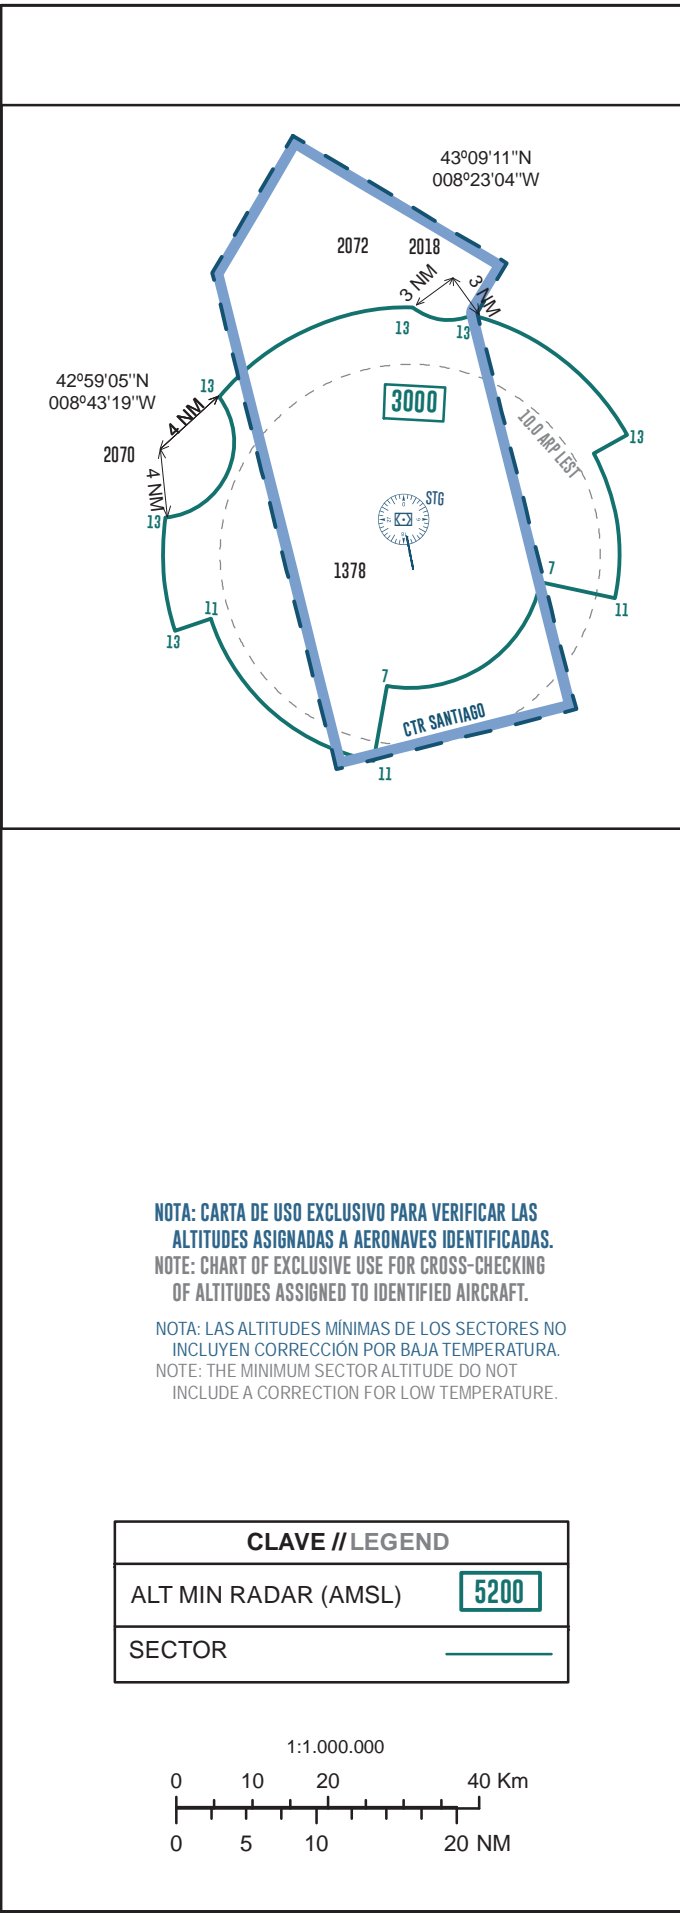 43º09'11"N
008º23'04"W
2072
2018
3 NM
3 NM
13
13
42º59'05"N
008º43'19"W
13
4 NM
3000
10.0 ARP LEST
13
2070
4 NM
STG
13
1378
7
11
11
13
7
CTR SANTIAGO
11
NOTA: CARTA DE USO EXCLUSIVO PARA VERIFICAR LAS
ALTITUDES ASIGNADAS A AERONAVES IDENTIFICADAS.
NOTE: CHART OF EXCLUSIVE USE FOR CROSS-CHECKING
OF ALTITUDES ASSIGNED TO IDENTIFIED AIRCRAFT.
NOTA: LAS ALTITUDES MÍNIMAS DE LOS SECTORES NO
INCLUYEN CORRECCIÓN POR BAJA TEMPERATURA.
NOTE: THE MINIMUM SECTOR ALTITUDE DO NOT
INCLUDE A CORRECTION FOR LOW TEMPERATURE.
CLAVE // LEGEND
ALT MIN RADAR (AMSL) 5200
SECTOR
1:1.000.000
0 10 20 40 Km
0 5 10 20 NM